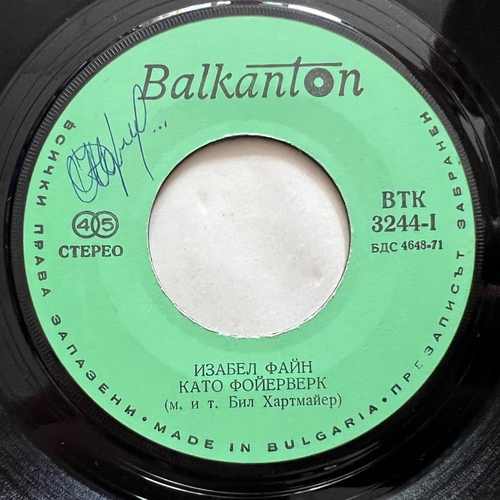 Balkanton
ВСИЧКИ ПРАВА ЗАПАЗЕНИ • MADE IN BULGARIA • ПРЕЗАПИСЪТ ЗАБРАНЕН
45
СТЕРЕО
ВТК
3244-I
БДС 4648-71
ИЗАБЕЛ ФАЙН
КАТО ФОЙЕРВЕРК
(м. и т. Бил Хартмайер)